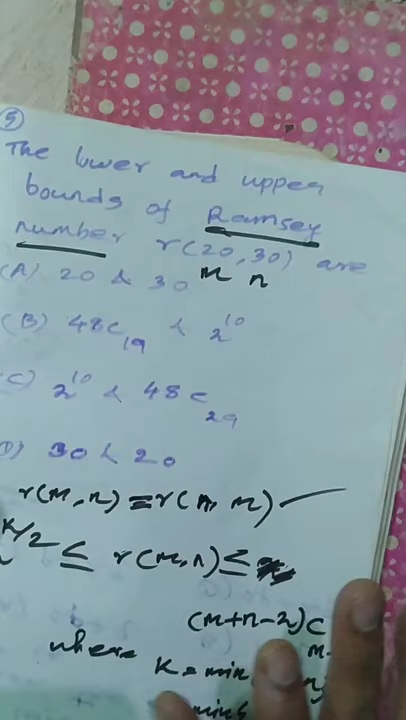 5
The lower and upper
bounds of Ramsey
number r(20,30) are
(A) 20 & 30 m n
(B) 48c19 & 2^10
C) 2^10 & 48c29
D) 30 & 20
r(m,n) = r(n,m)
k/2 ≤ r(m,n) ≤
(m+n-2)c
where k = min